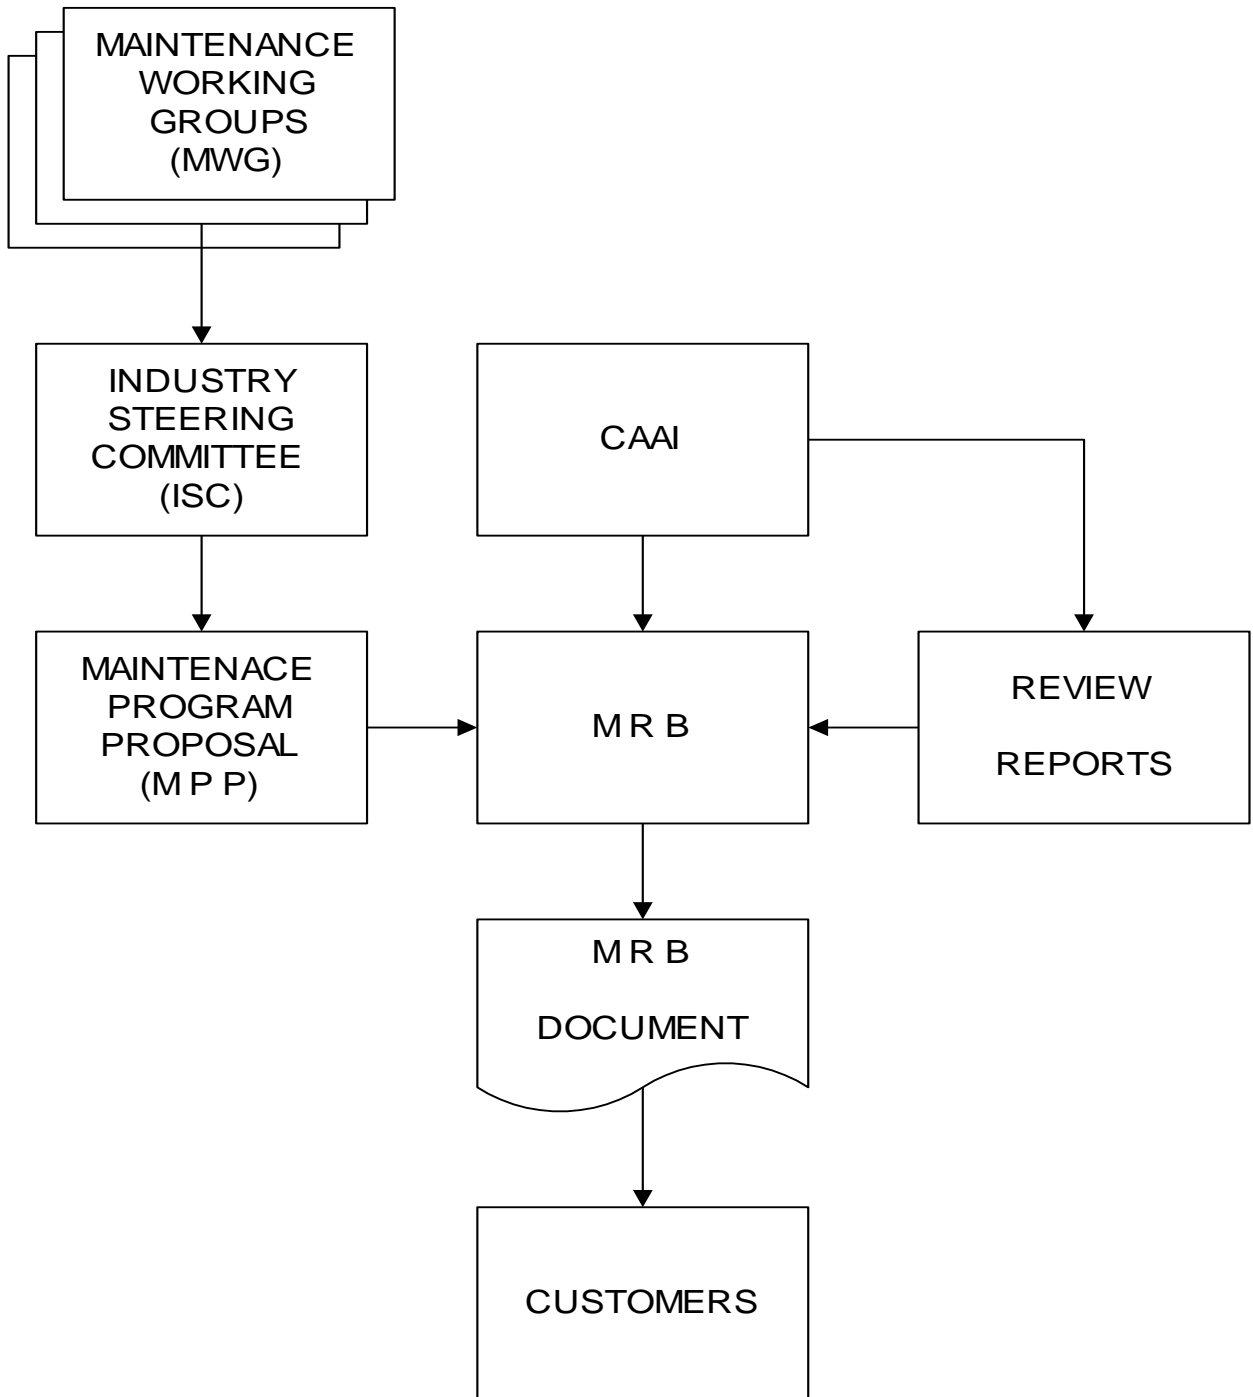 MAINTENANCE
WORKING
GROUPS
(MWG)
INDUSTRY
STEERING
COMMITTEE
(ISC)
CAAI
MAINTENACE
PROGRAM
PROPOSAL
(M P P)
M R B
REVIEW
REPORTS
M R B
DOCUMENT
CUSTOMERS